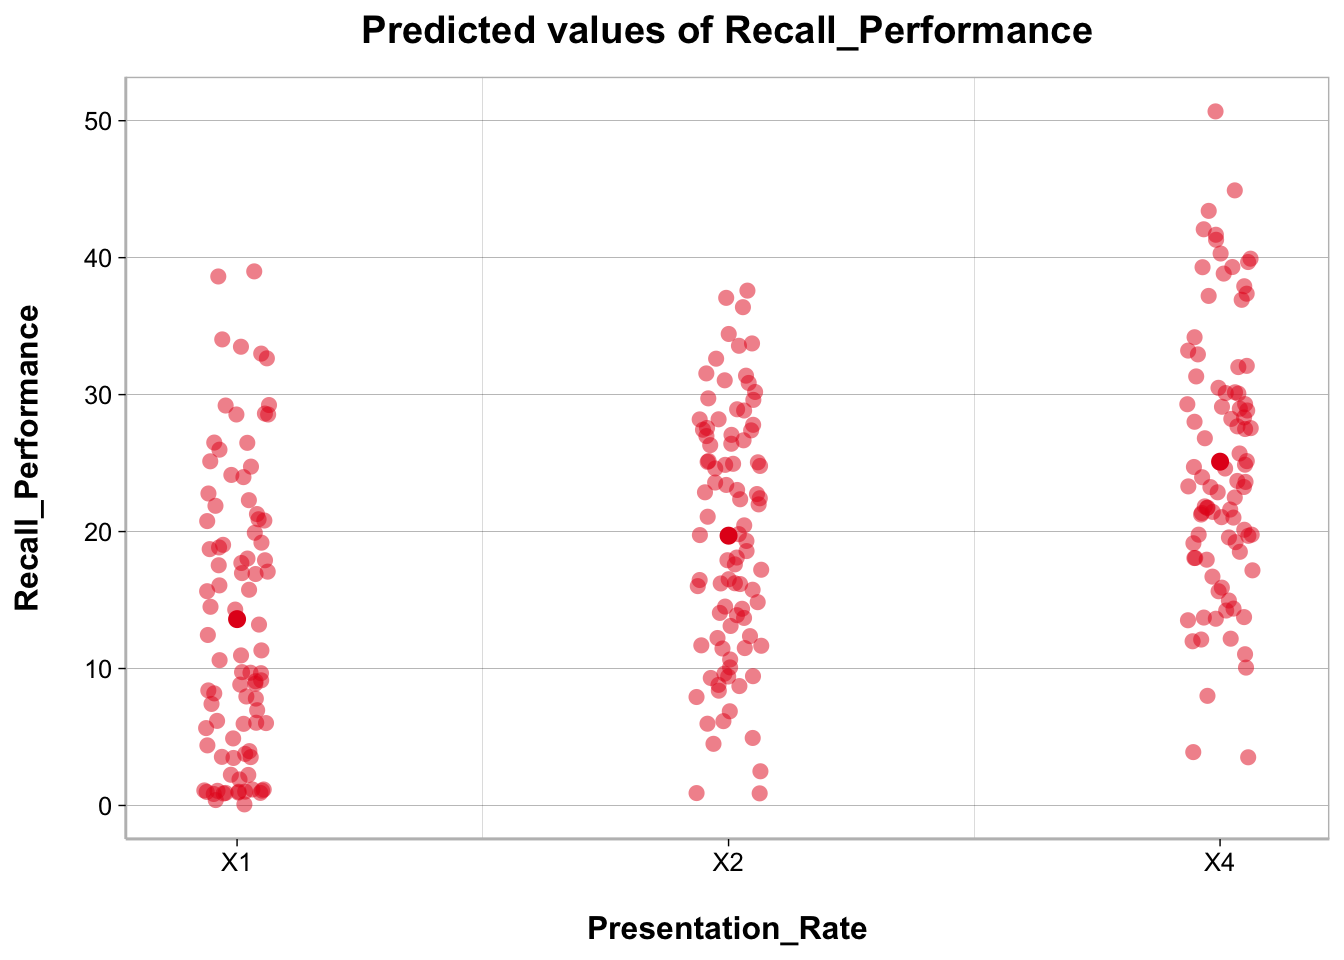 Predicted values of Recall_Performance
Recall_Performance
50
40
30
20
10
0
X1 X2 X4
Presentation_Rate